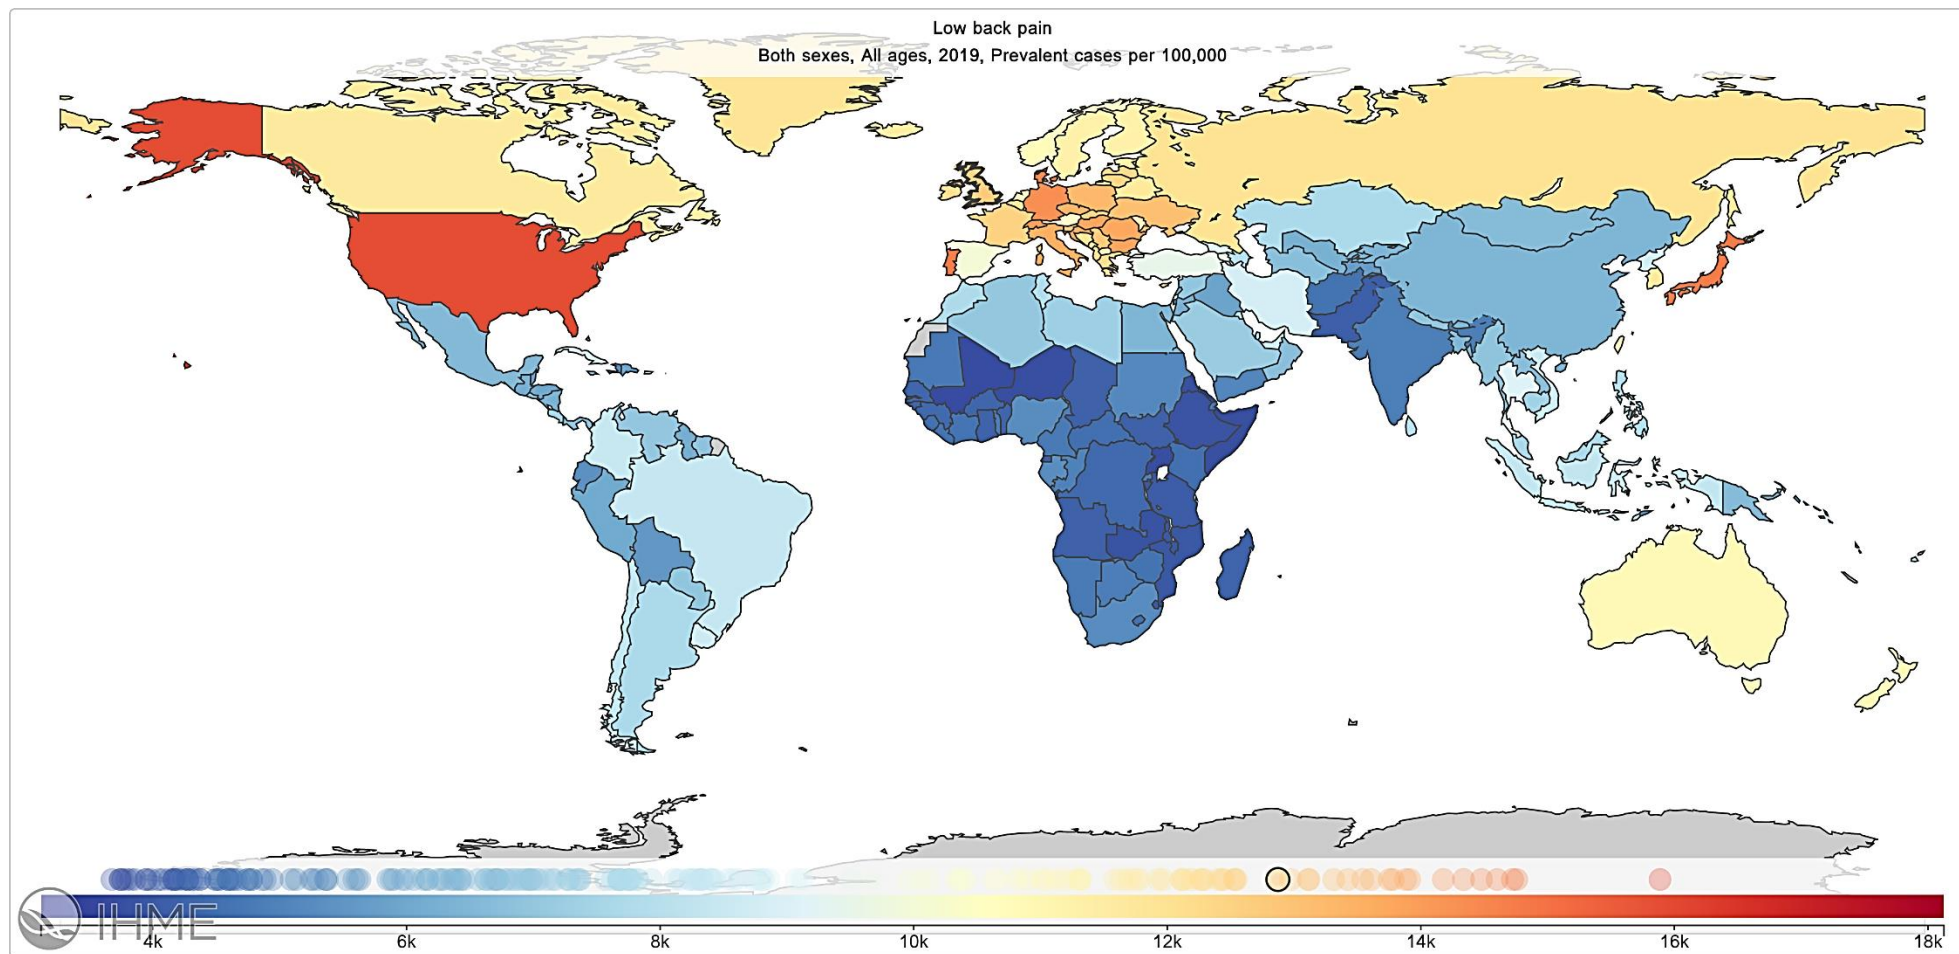 Low back pain
Both sexes, All ages, 2019, Prevalent cases per 100,000
IHME
4k 6k 8k 10k 12k 14k 16k 18k